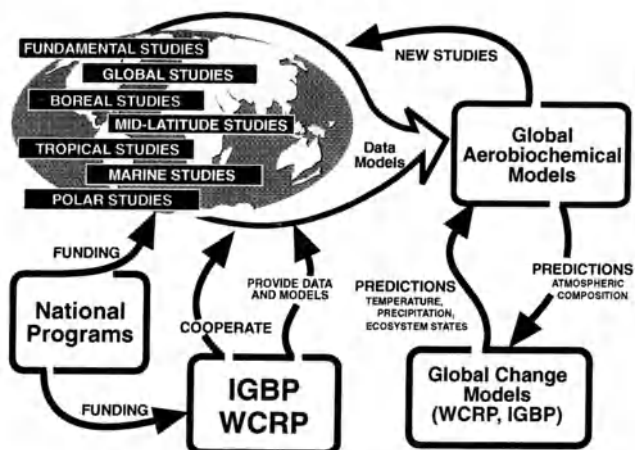 FUNDAMENTAL STUDIES
GLOBAL STUDIES
BOREAL STUDIES
MID-LATITUDE STUDIES
TROPICAL STUDIES
MARINE STUDIES
POLAR STUDIES
NEW STUDIES
Data
Models
Global
Aerobiochemical
Models
FUNDING
National
Programs
FUNDING
COOPERATE
PROVIDE DATA
AND MODELS
IGBP
WCRP
PREDICTIONS
TEMPERATURE,
PRECIPITATION,
ECOSYSTEM STATES
PREDICTIONS
ATMOSPHERIC
COMPOSITION
Global Change
Models
(WCRP, IGBP)